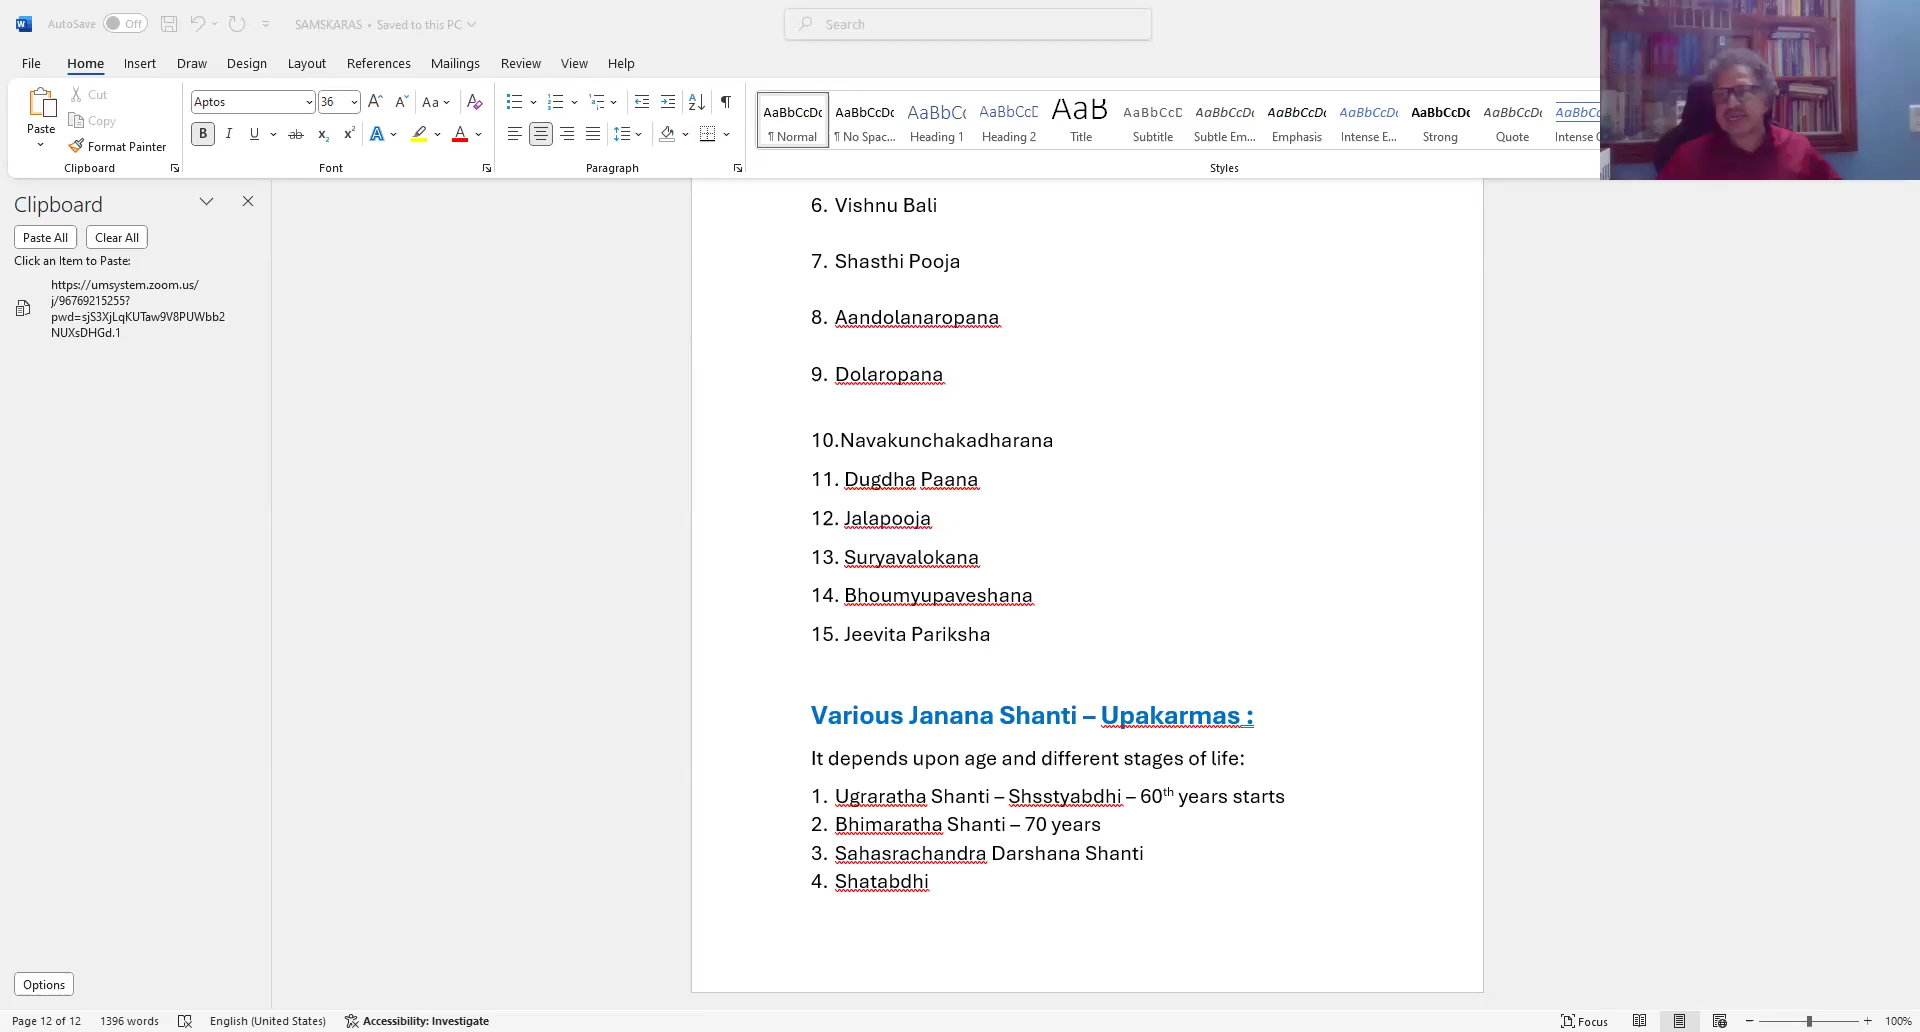 AutoSave Off SAMSKARAS • Saved to this PC Search
File Home Insert Draw Design Layout References Mailings Review View Help
Paste Cut Copy Format Painter Clipboard
Aptos 36 Font
Paragraph
AaBbCcDc ¶ Normal
AaBbCcDc ¶ No Spac...
AaBbCc Heading 1
AaBbCcD Heading 2
AaB Title
AaBbCcD Subtitle
AaBbCcDc Subtle Em...
AaBbCcDc Emphasis
AaBbCcDc Intense E...
AaBbCcDc Strong
AaBbCcDc Quote
AaBbCc Intense
Styles
Clipboard
Paste All Clear All
Click an Item to Paste:
https://umsystem.zoom.us/
j/96769215255?
pwd=sjS3XjLqKUTaw9V8PUWbb2
NUXsDHGd.1
Options
6. Vishnu Bali
7. Shasthi Pooja
8. Aandolanaropana
9. Dolaropana
10.Navakunchakadharana
11. Dugdha Paana
12. Jalapooja
13. Suryavalokana
14. Bhoumyupaveshana
15. Jeevita Pariksha
Various Janana Shanti – Upakarmas :
It depends upon age and different stages of life:
1. Ugraratha Shanti – Shsstyabdhi – 60th years starts
2. Bhimaratha Shanti – 70 years
3. Sahasrachandra Darshana Shanti
4. Shatabdhi
Page 12 of 12 1396 words English (United States) Accessibility: Investigate Focus 100%